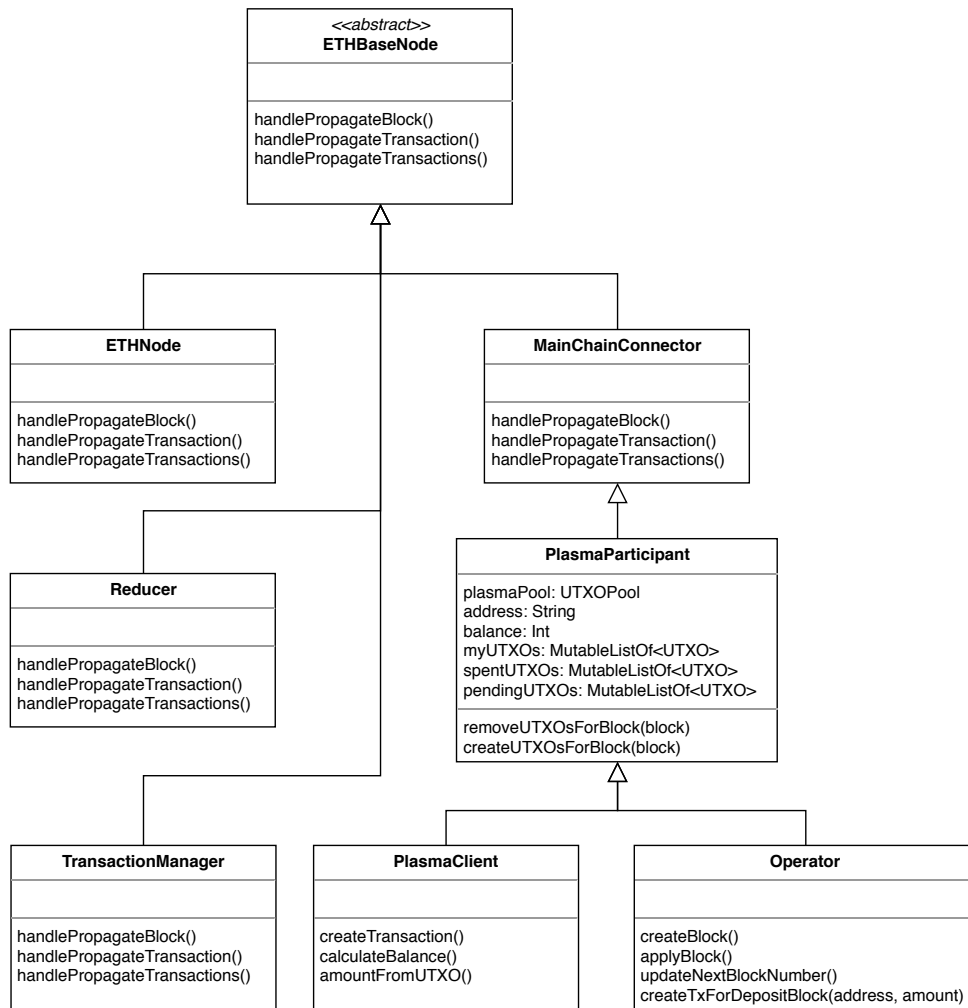 <<abstract>>
ETHBaseNode
handlePropagateBlock()
handlePropagateTransaction()
handlePropagateTransactions()
ETHNode
handlePropagateBlock()
handlePropagateTransaction()
handlePropagateTransactions()
MainChainConnector
handlePropagateBlock()
handlePropagateTransaction()
handlePropagateTransactions()
Reducer
handlePropagateBlock()
handlePropagateTransaction()
handlePropagateTransactions()
PlasmaParticipant
plasmaPool: UTXOPool
address: String
balance: Int
myUTXOs: MutableListOf<UTXO>
spentUTXOs: MutableListOf<UTXO>
pendingUTXOs: MutableListOf<UTXO>
removeUTXOsForBlock(block)
createUTXOsForBlock(block)
TransactionManager
handlePropagateBlock()
handlePropagateTransaction()
handlePropagateTransactions()
PlasmaClient
createTransaction()
calculateBalance()
amountFromUTXO()
Operator
createBlock()
applyBlock()
updateNextBlockNumber()
createTxForDepositBlock(address, amount)